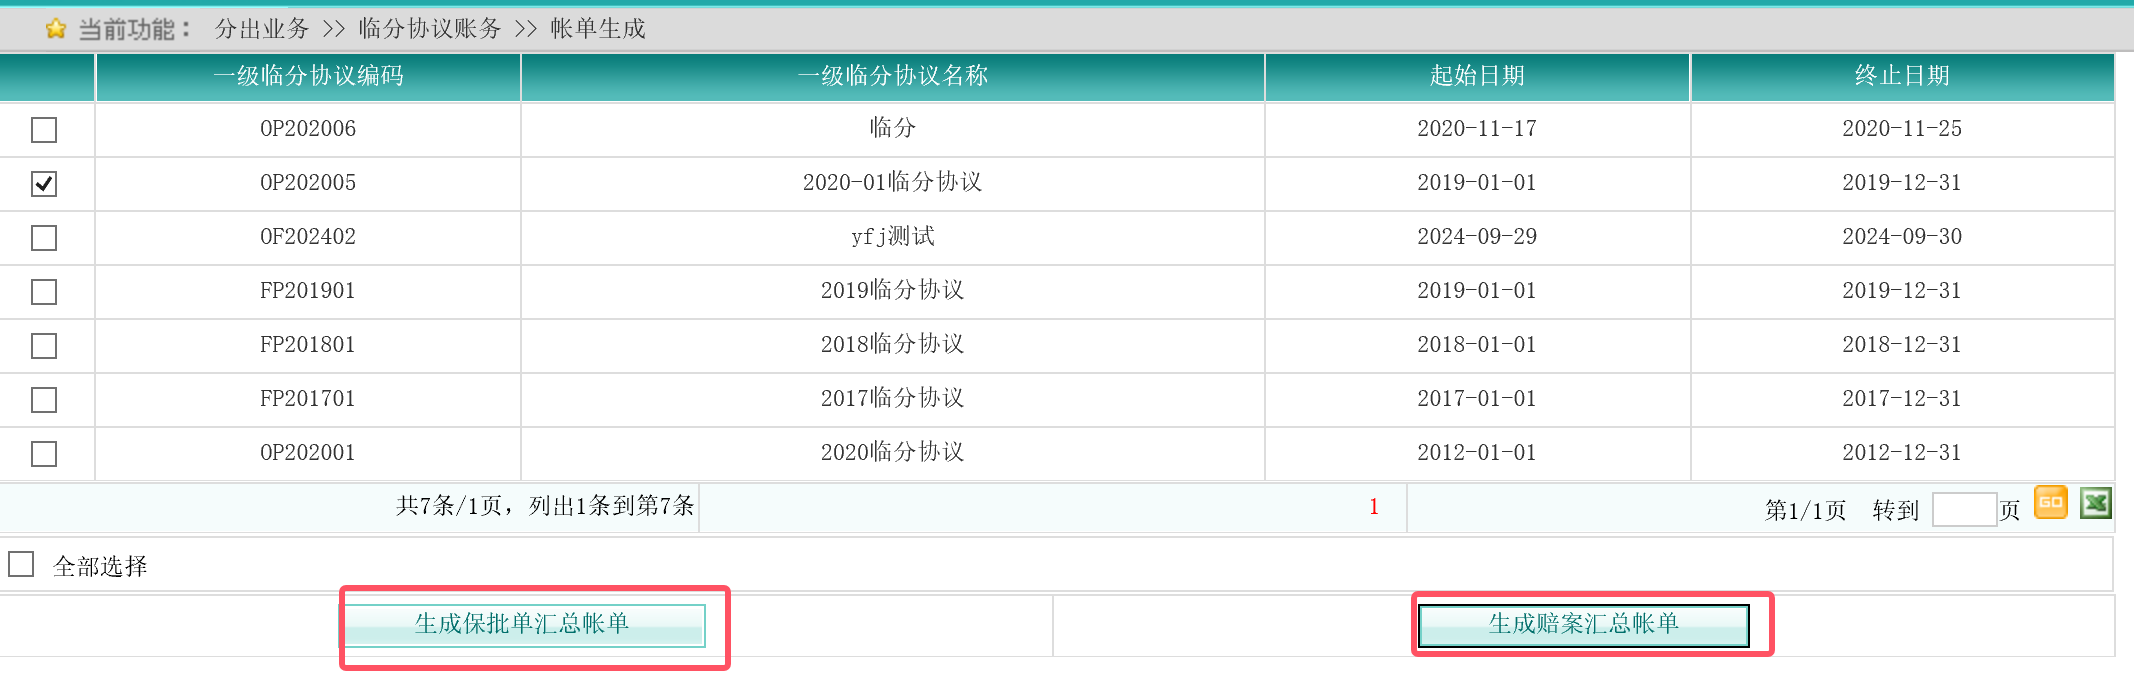 当前功能： 分出业务 >> 临分协议账务 >> 帐单生成
一级临分协议编码 一级临分协议名称 起始日期 终止日期
OP202006 临分 2020-11-17 2020-11-25
OP202005 2020-01临分协议 2019-01-01 2019-12-31
OF202402 yfj测试 2024-09-29 2024-09-30
FP201901 2019临分协议 2019-01-01 2019-12-31
FP201801 2018临分协议 2018-01-01 2018-12-31
FP201701 2017临分协议 2017-01-01 2017-12-31
OP202001 2020临分协议 2012-01-01 2012-12-31
共7条/1页，列出1条到第7条 1 第1/1页 转到 页 GO
全部选择
生成保批单汇总帐单 生成赔案汇总帐单